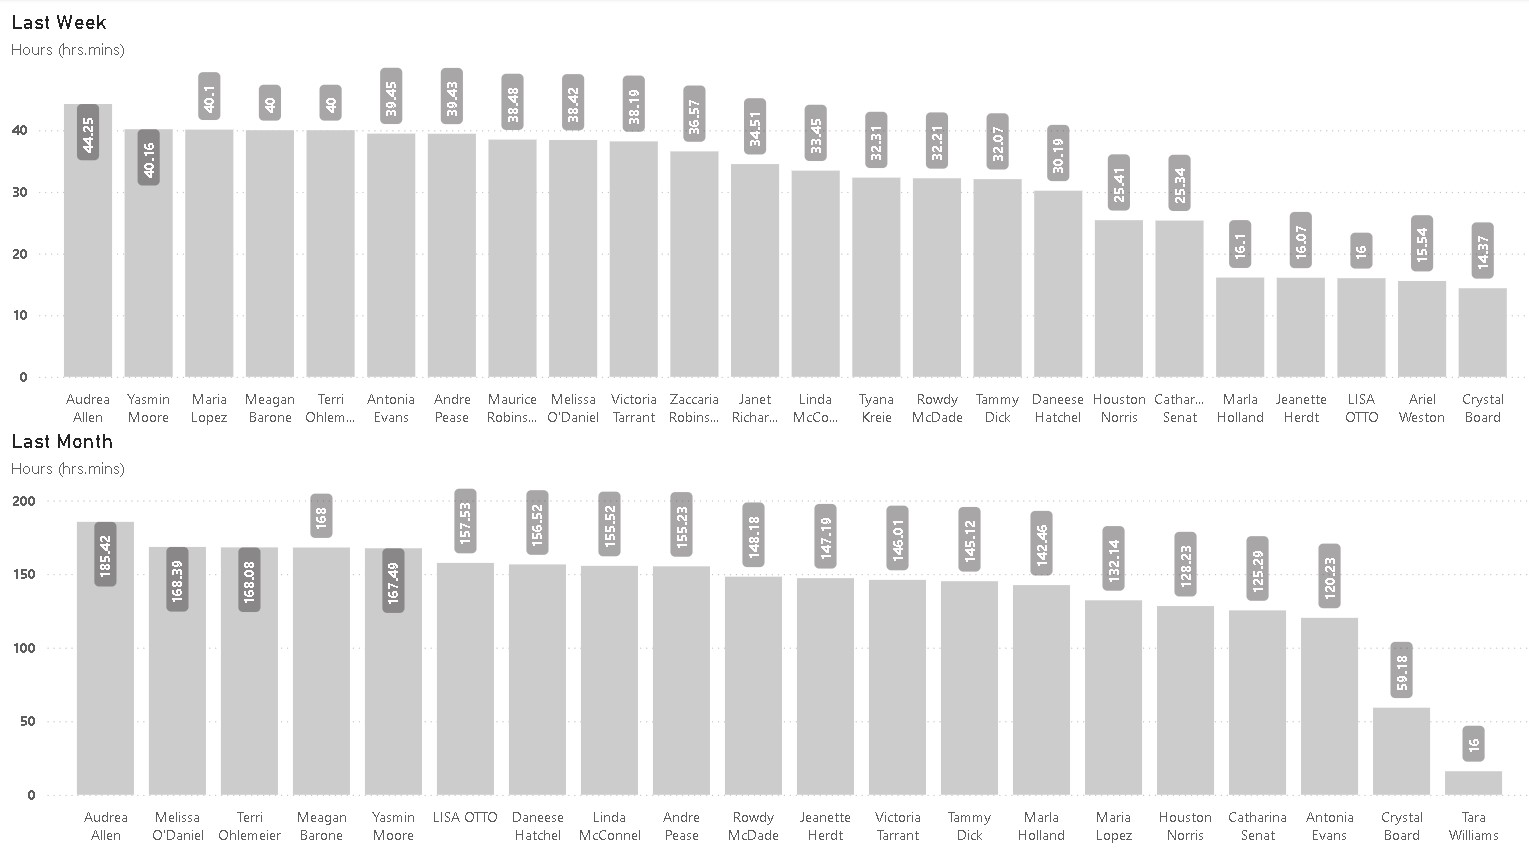 Last Week
Hours (hrs.mins)
44.25
40.16
40.1
40
40
39.45
39.43
38.48
38.42
38.19
36.57
34.51
33.45
32.31
32.21
32.07
30.19
25.41
25.34
16.1
16.07
16
15.54
14.37
40
30
20
10
0
Audrea Allen
Yasmin Moore
Maria Lopez
Meagan Barone
Terri Ohlem...
Antonia Evans
Andre Pease
Maurice Robins...
Melissa O'Daniel
Victoria Tarrant
Zaccaria Robins...
Janet Richar...
Linda McCo...
Tyana Kreie
Rowdy McDade
Tammy Dick
Daneese Hatchel
Houston Norris
Cathar... Senat
Marla Holland
Jeanette Herdt
LISA OTTO
Ariel Weston
Crystal Board
Last Month
Hours (hrs.mins)
185.42
168.39
168.08
168
167.49
157.53
156.52
155.52
155.23
148.18
147.19
146.01
145.12
142.46
132.14
128.23
125.29
120.23
59.18
16
200
150
100
50
0
Audrea Allen
Melissa O'Daniel
Terri Ohlemeier
Meagan Barone
Yasmin Moore
LISA OTTO
Daneese Hatchel
Linda McConnel
Andre Pease
Rowdy McDade
Jeanette Herdt
Victoria Tarrant
Tammy Dick
Marla Holland
Maria Lopez
Houston Norris
Catharina Senat
Antonia Evans
Crystal Board
Tara Williams